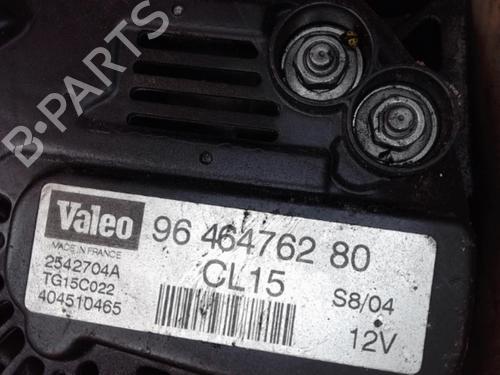 B-PARTS
Valeo
96 464762 80
MADE IN FRANCE
2542704A
TG15C022
404510465
CL15
S8/04
12V